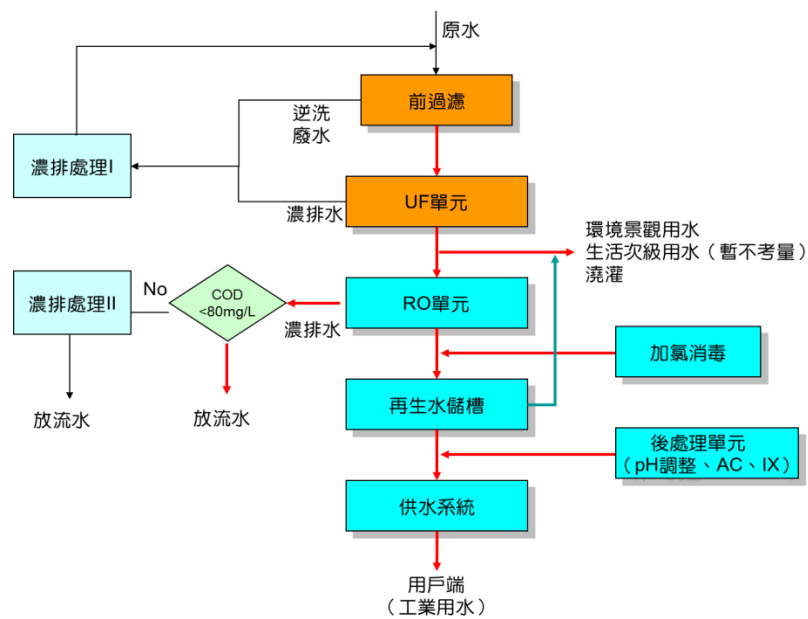 原水
前過濾
逆洗
廢水
濃排處理I
UF單元
濃排水
環境景觀用水
生活次級用水（暫不考量）
澆灌
濃排處理II
No
COD
<80mg/L
濃排水
RO單元
加氯消毒
放流水
放流水
再生水儲槽
後處理單元
（pH調整、AC、IX）
供水系統
用戶端
（工業用水）